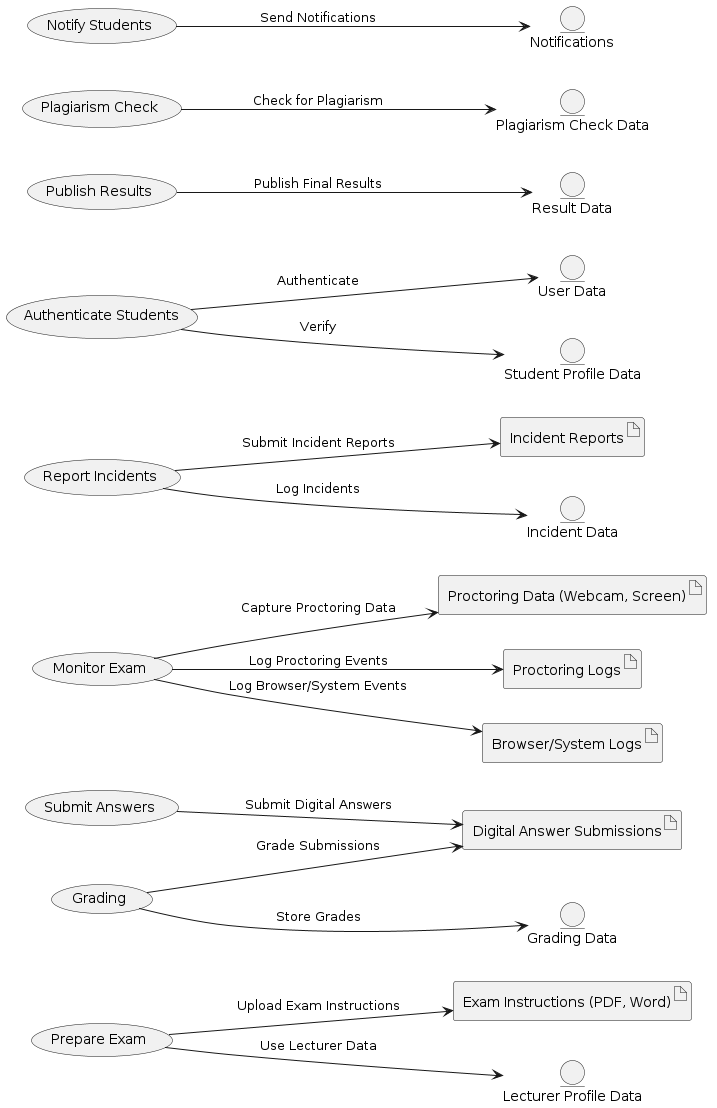 Notify Students
Send Notifications
Notifications
Plagiarism Check
Check for Plagiarism
Plagiarism Check Data
Publish Results
Publish Final Results
Result Data
Authenticate Students
Authenticate
User Data
Verify
Student Profile Data
Report Incidents
Submit Incident Reports
Incident Reports
Log Incidents
Incident Data
Monitor Exam
Capture Proctoring Data
Proctoring Data (Webcam, Screen)
Log Proctoring Events
Proctoring Logs
Log Browser/System Events
Browser/System Logs
Submit Answers
Submit Digital Answers
Digital Answer Submissions
Grading
Grade Submissions
Store Grades
Grading Data
Prepare Exam
Upload Exam Instructions
Exam Instructions (PDF, Word)
Use Lecturer Data
Lecturer Profile Data